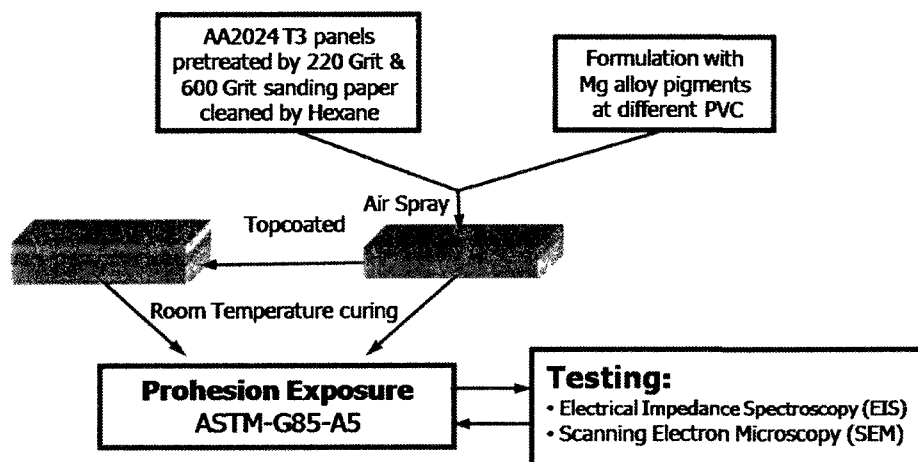 AA2024 T3 panels
pretreated by 220 Grit &
600 Grit sanding paper
cleaned by Hexane
Formulation with
Mg alloy pigments
at different PVC
Air Spray
Topcoated
Room Temperature curing
Prohesion Exposure
ASTM-G85-A5
Testing:
• Electrical Impedance Spectroscopy (EIS)
• Scanning Electron Microscopy (SEM)